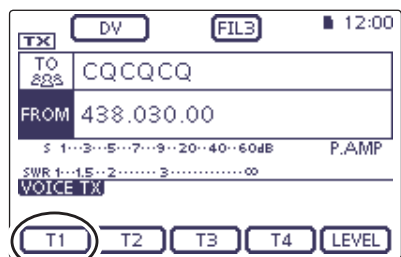 TX DV FIL3 12:00
TO CQCQCQ
FROM 438.030.00
S 1··3··5··7··9··20··40··60dB P.AMP
SWR 1··1.5··2······3············∞
VOICE TX
T1 T2 T3 T4 LEVEL